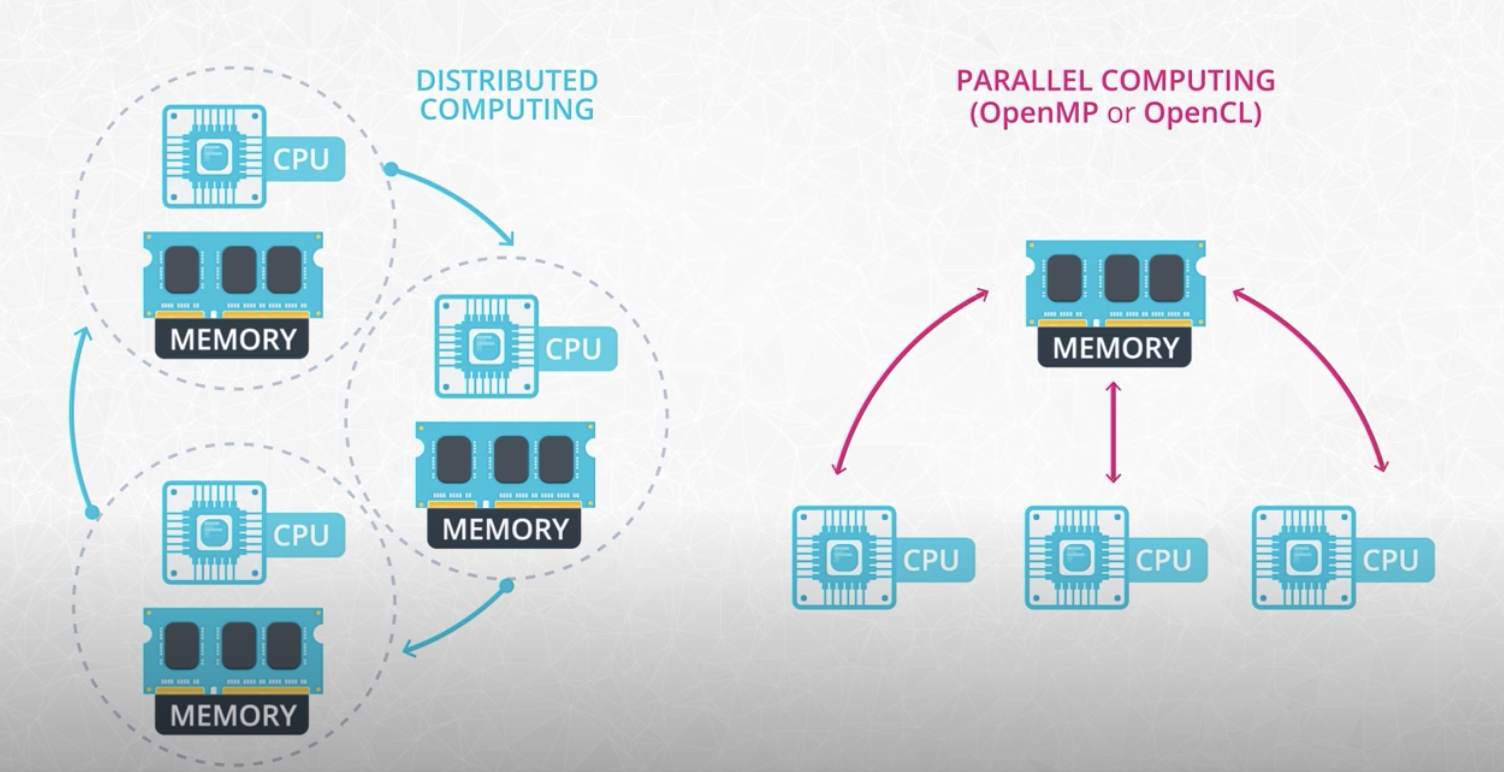 DISTRIBUTED
COMPUTING
CPU
MEMORY
CPU
MEMORY
CPU
MEMORY
PARALLEL COMPUTING
(OpenMP or OpenCL)
MEMORY
CPU
CPU
CPU